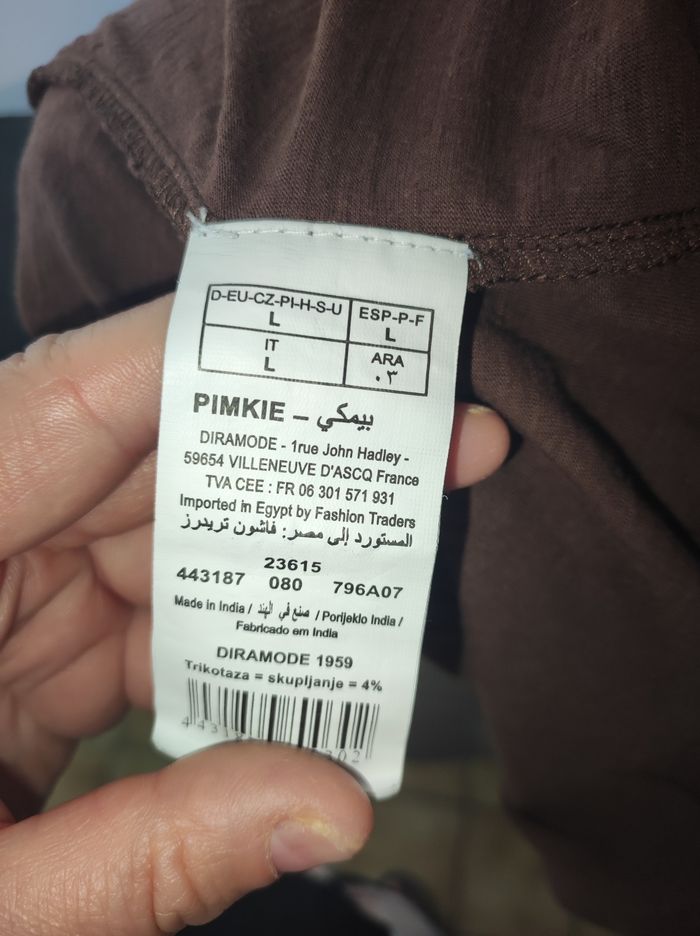 D-EU-CZ-PI-H-S-U
L
ESP-P-F
L
IT
L
ARA
٠٣
PIMKIE – بيمكي
DIRAMODE - 1rue John Hadley -
59654 VILLENEUVE D'ASCQ France
TVA CEE : FR 06 301 571 931
Imported in Egypt by Fashion Traders
المستورد إلى مصر: فاشون تريدرز
23615
443187 080 796A07
Made in India / صنع في الهند / Porijeklo India /
Fabricado em India
DIRAMODE 1959
Trikotaza = skupljanje = 4%